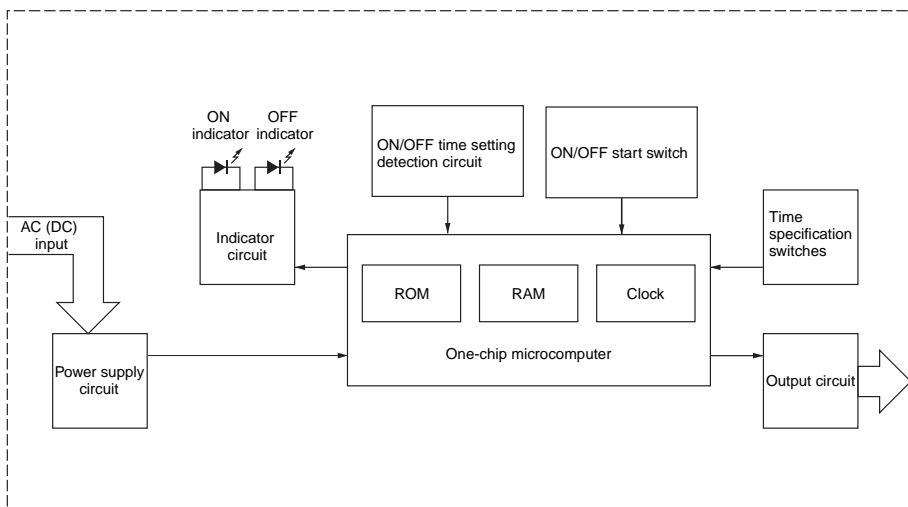 ON
indicator
OFF
indicator
ON/OFF time setting
detection circuit
ON/OFF start switch
AC (DC)
input
Indicator
circuit
Time
specification
switches
ROM
RAM
Clock
One-chip microcomputer
Power supply
circuit
Output circuit